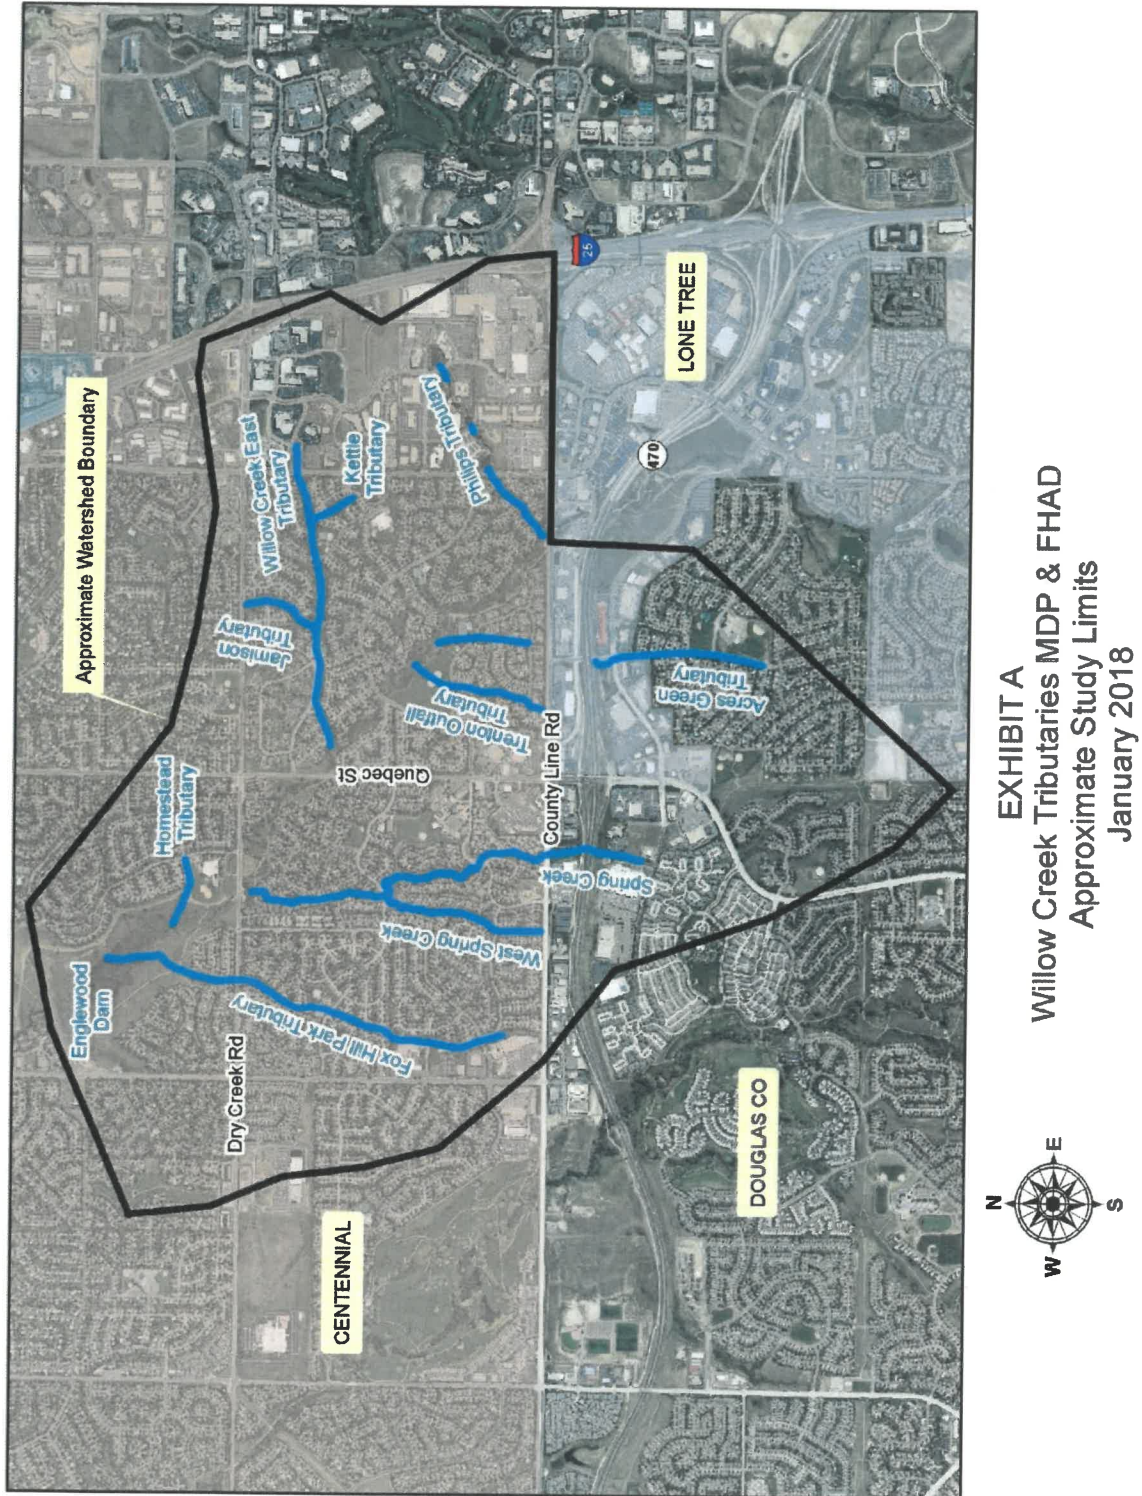 Approximate Watershed Boundary
Englewood
Dam
Homestead
Tributary
Fox Hill Park Tributary
Dry Creek Rd
Jamison
Tributary
Willow Creek East
Tributary
Kettle
Tributary
Quebec St
Phillips Tributary
Trenton Outfall
Tributary
West Spring Creek
Spring Creek
County Line Rd
Acres Green
Tributary
CENTENNIAL
DOUGLAS CO
LONE TREE
25
470
N
W
E
S
EXHIBIT A
Willow Creek Tributaries MDP & FHAD
Approximate Study Limits
January 2018